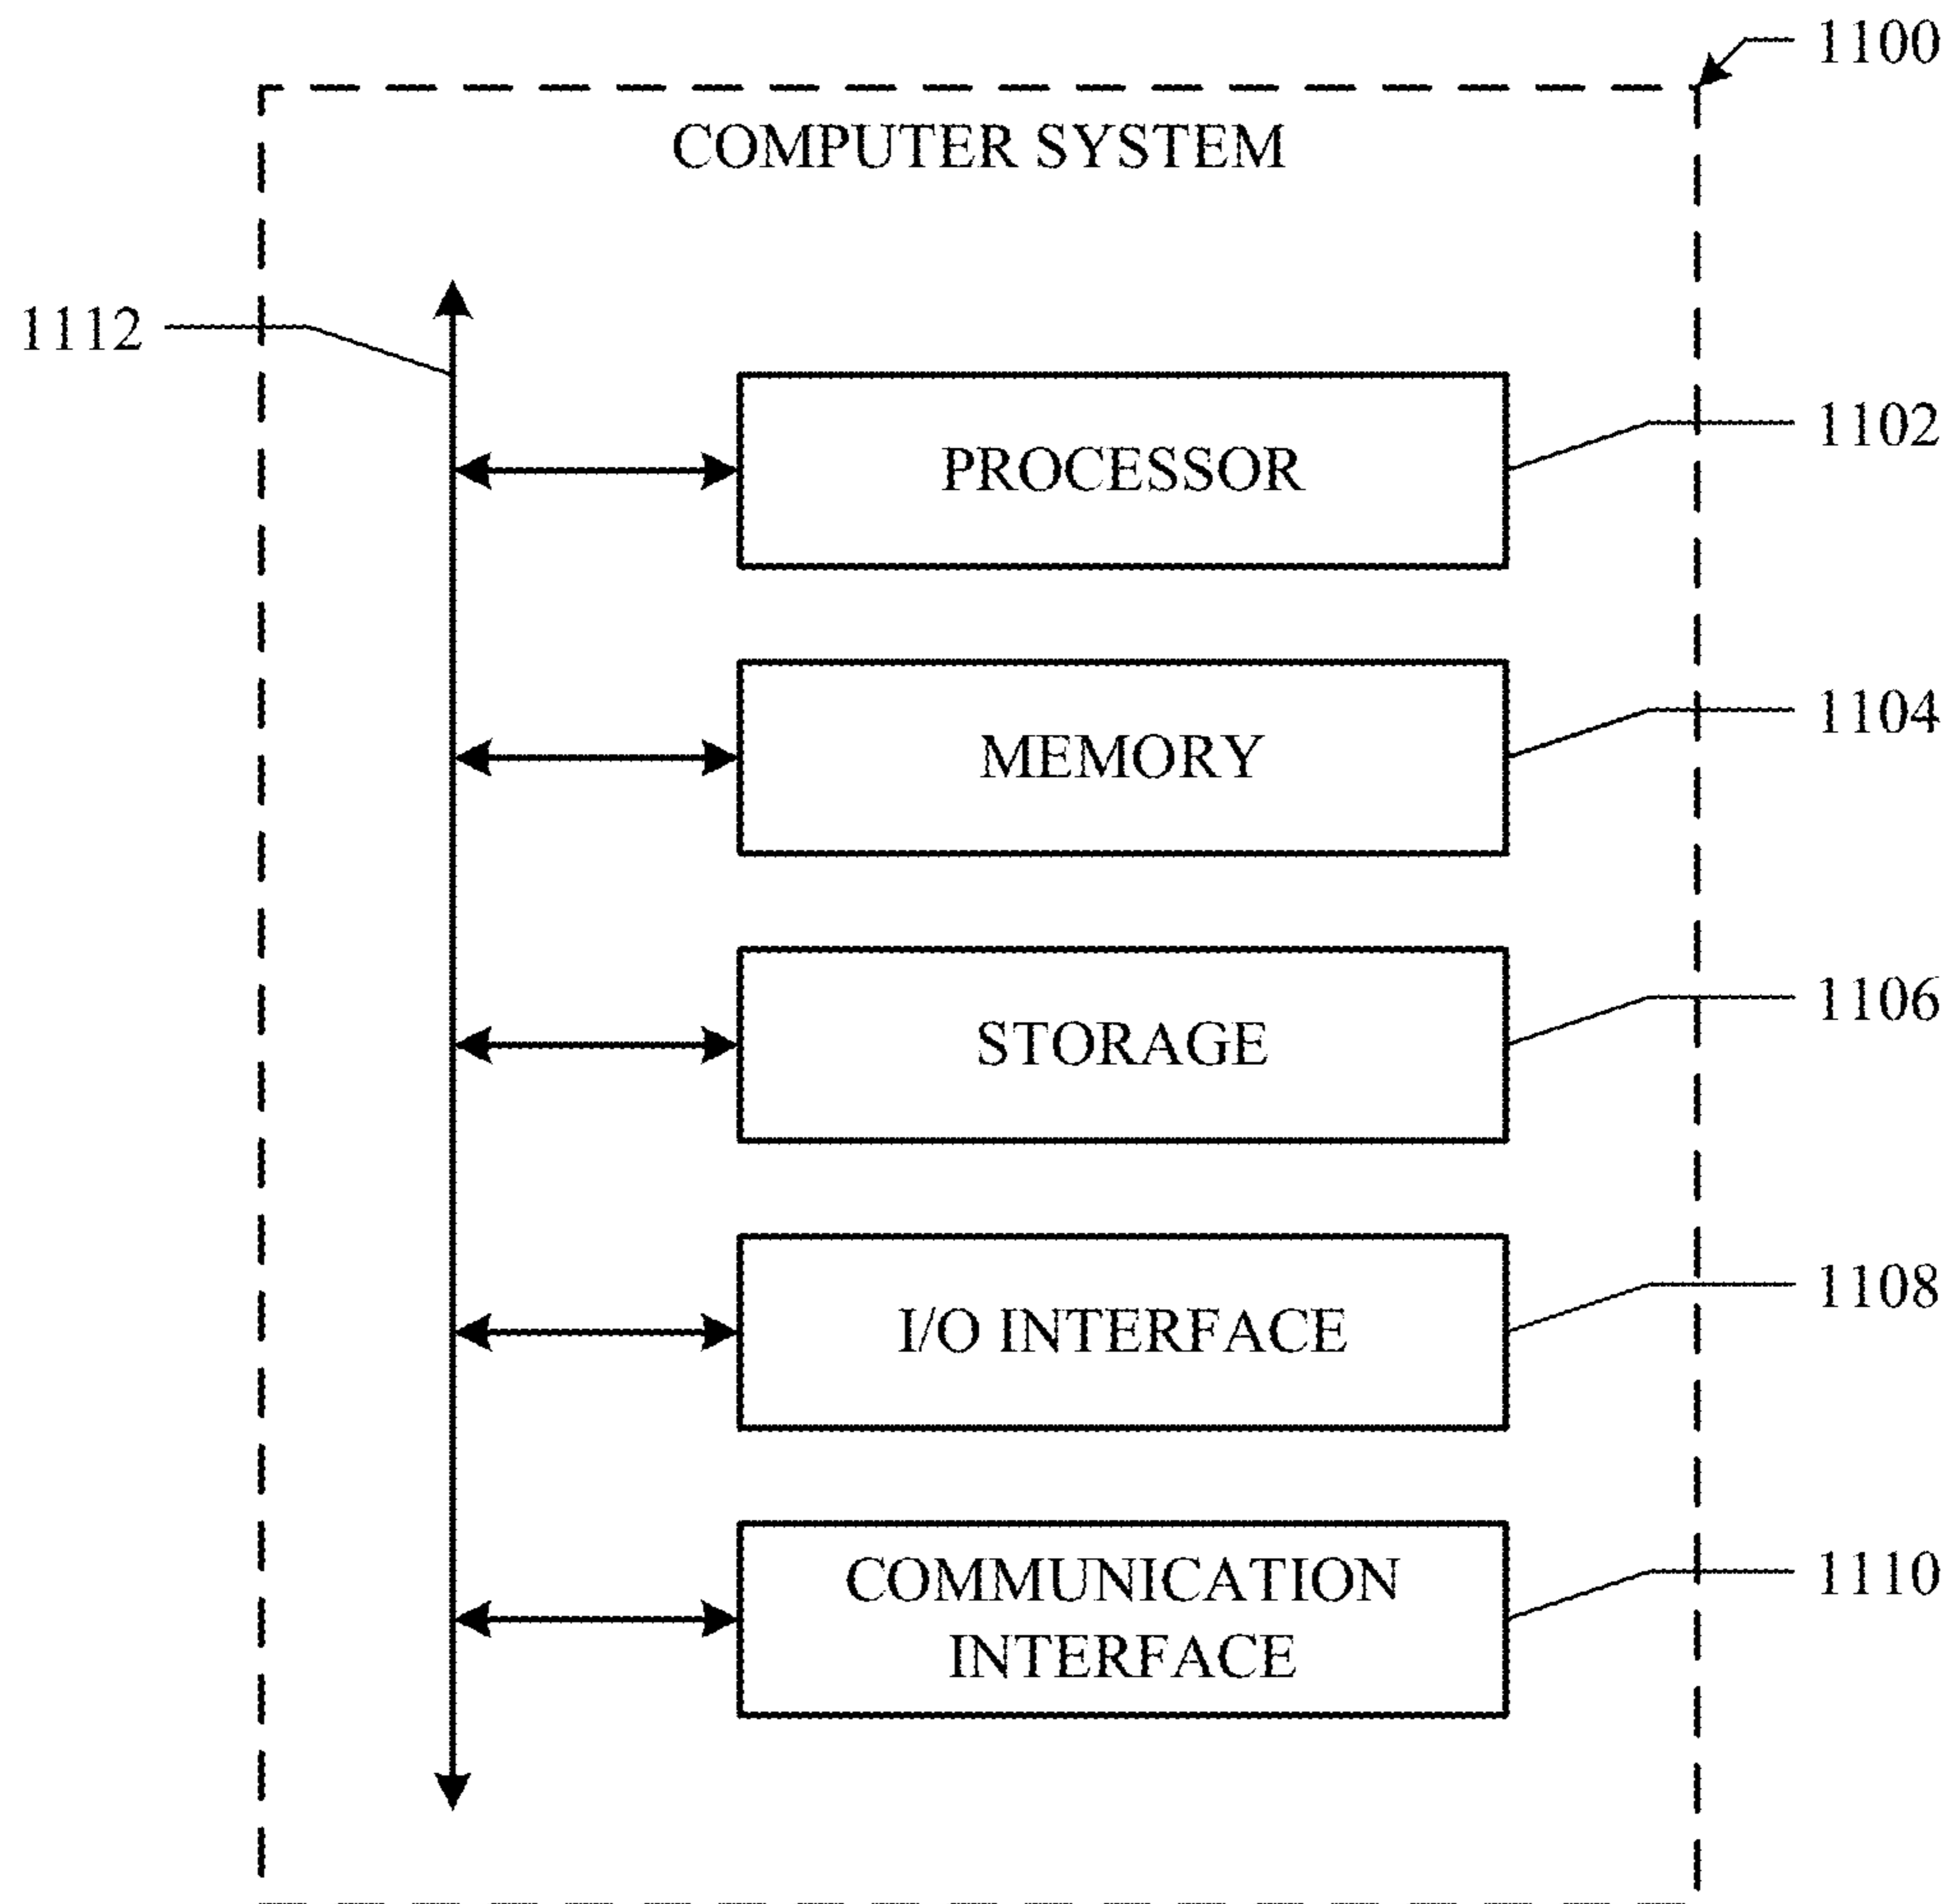 1100
COMPUTER SYSTEM
1112
PROCESSOR
1102
MEMORY
1104
STORAGE
1106
I/O INTERFACE
1108
COMMUNICATION
INTERFACE
1110